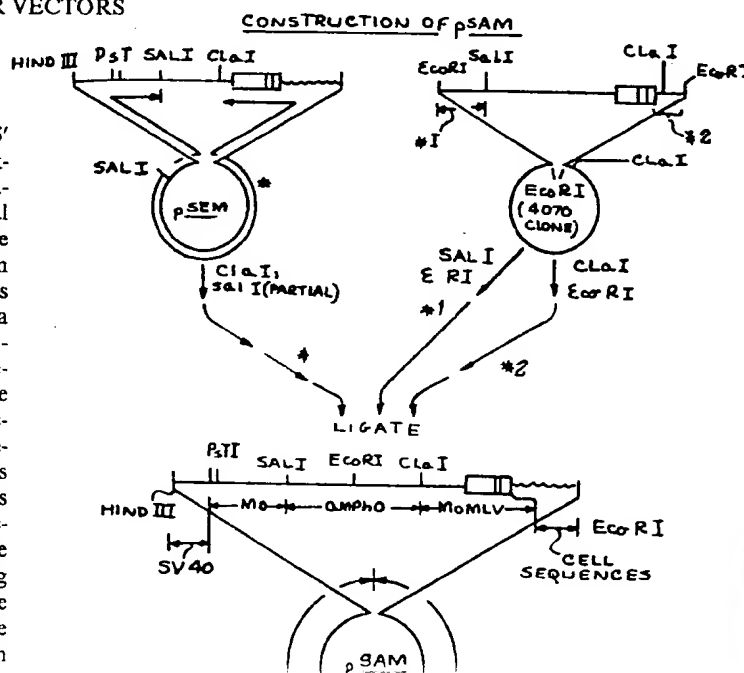 R VECTORS
CONSTRUCTION OF pSAM
HIND III PST SALI ClaI
SALI
pSEM
*
ClaI,
SalI (PARTIAL)
*
EcoRI SalI ClaI EcoRI
*1
*2
ClaI
EcoRI
(4070
CLONE)
SALI
E RI
*1
ClaI
EcoRI
*2
LIGATE
PSTI SALI EcoRI ClaI
HIND III
MO AMPHO MOMLV
EcoRI
SV40
CELL
SEQUENCES
pSAM
5'
al
e
n
s
a
e
s
s
e
g
e
e
n